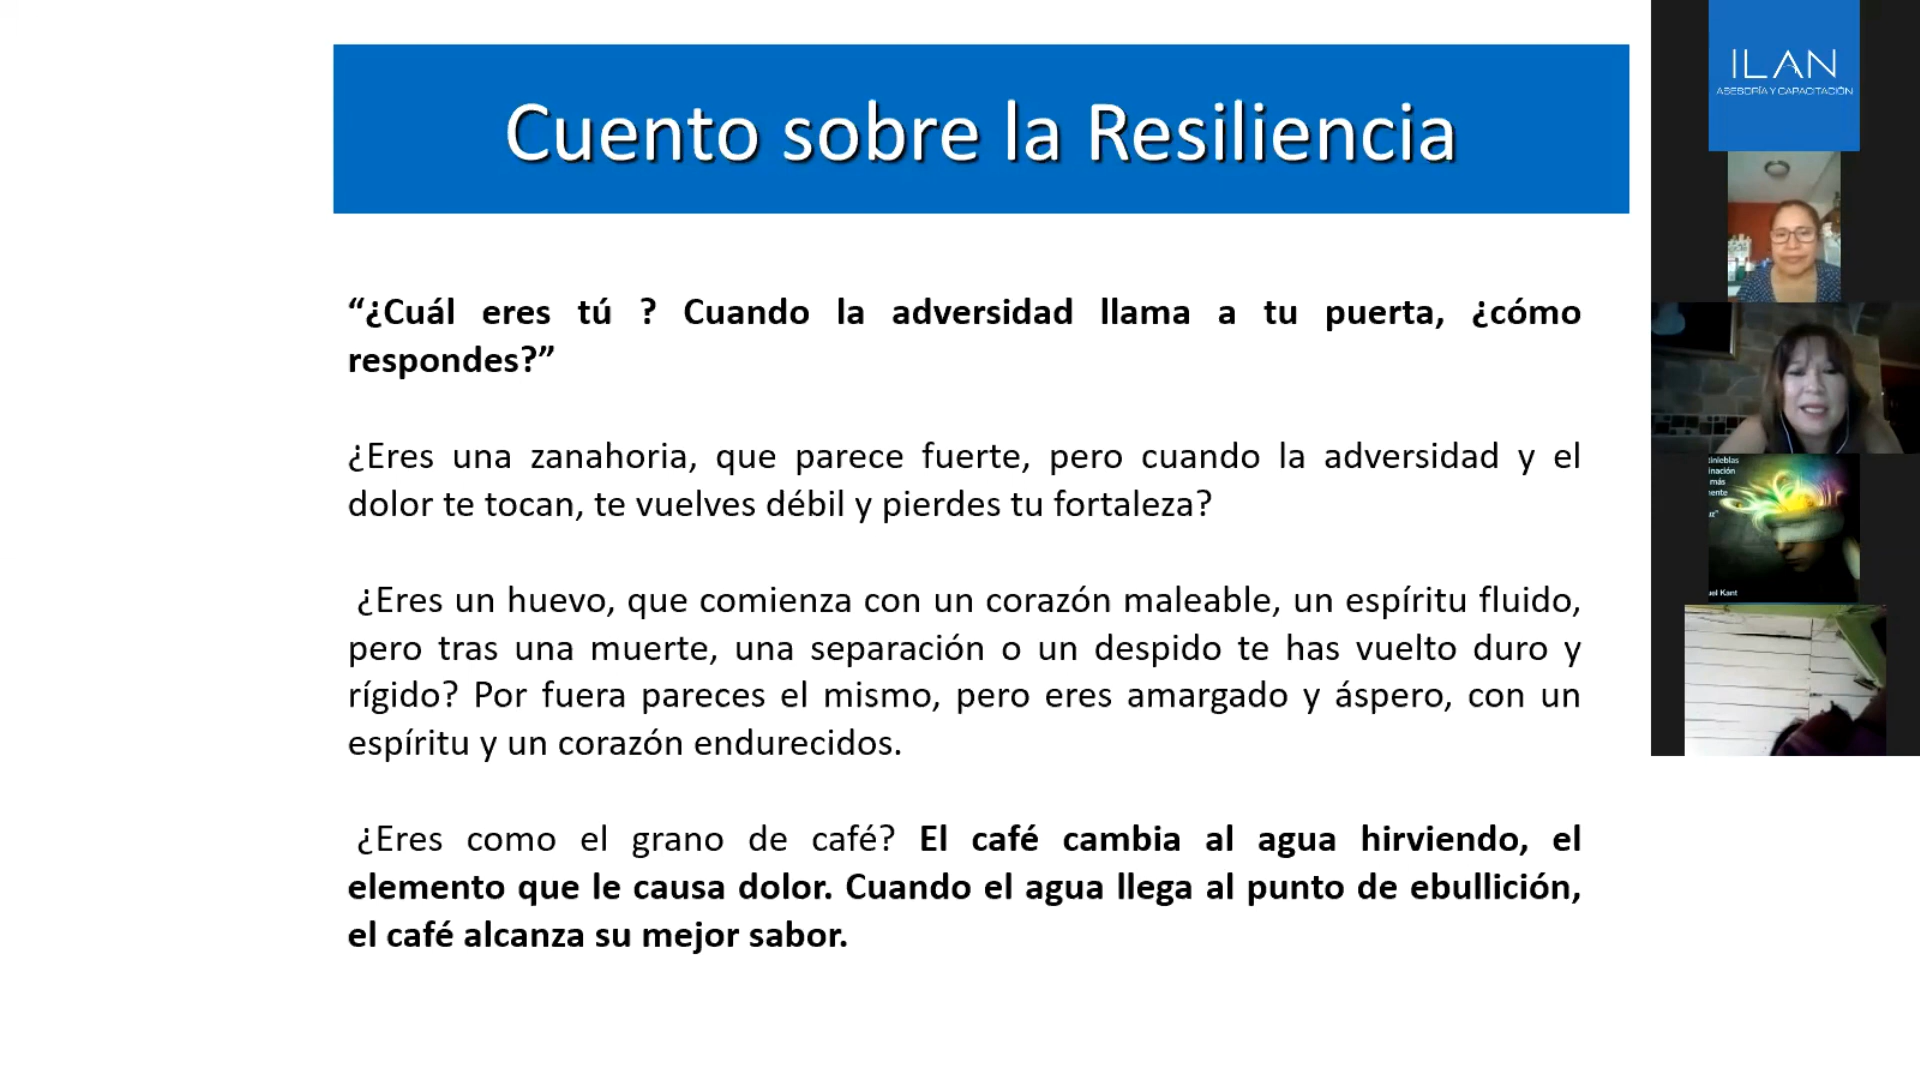 Cuento sobre la Resiliencia
“¿Cuál eres tú ? Cuando la adversidad llama a tu puerta, ¿cómo
respondes?”
¿Eres una zanahoria, que parece fuerte, pero cuando la adversidad y el
dolor te tocan, te vuelves débil y pierdes tu fortaleza?
¿Eres un huevo, que comienza con un corazón maleable, un espíritu fluido,
pero tras una muerte, una separación o un despido te has vuelto duro y
rígido? Por fuera pareces el mismo, pero eres amargado y áspero, con un
espíritu y un corazón endurecidos.
¿Eres como el grano de café? El café cambia al agua hirviendo, el
elemento que le causa dolor. Cuando el agua llega al punto de ebullición,
el café alcanza su mejor sabor.
ILAN
ASESORÍA Y CAPACITACIÓN
más
Kant